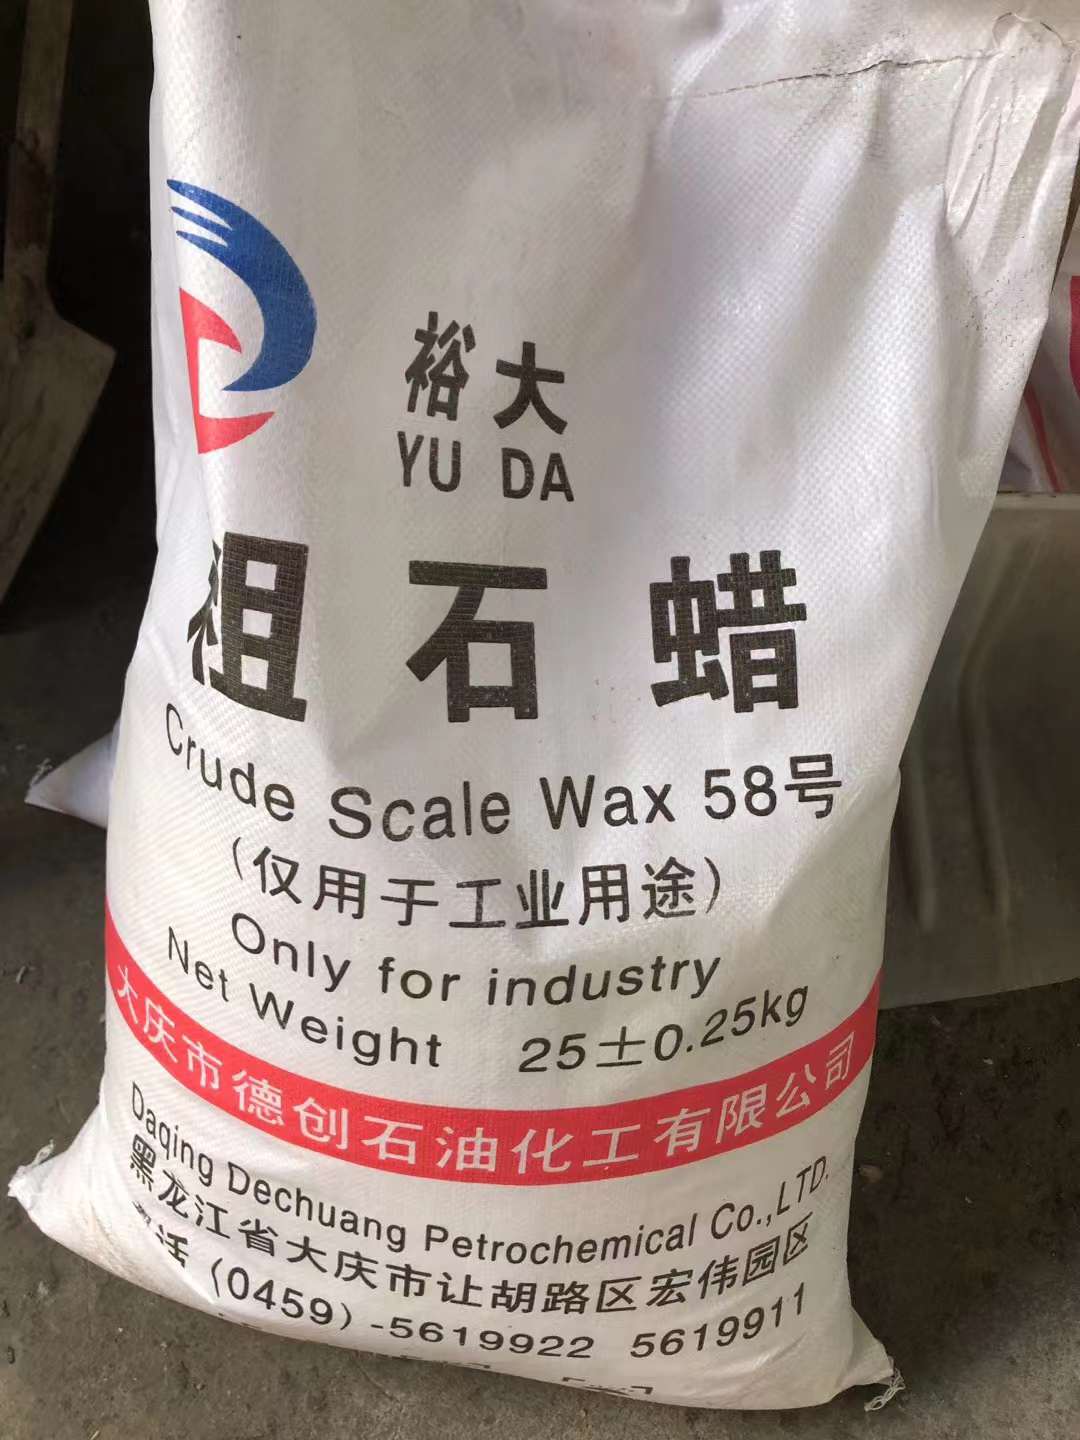 裕大
YU DA
粗石蜡
Crude Scale Wax 58号
(仅用于工业用途)
Only for industry
Net Weight 25±0.25kg
大庆市德创石油化工有限公司
Daqing Dechuang Petrochemical Co.,LTD.
黑龙江省大庆市让胡路区宏伟园区
话 (0459)-5619922 5619911